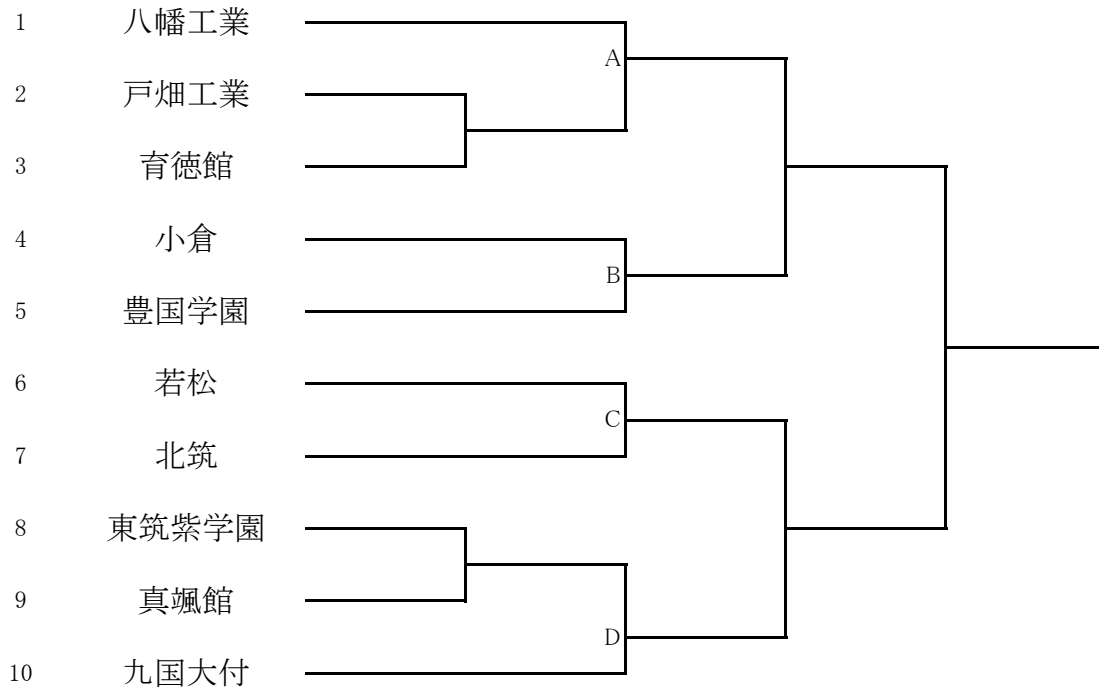 1 八幡工業
A
2 戸畑工業
3 育徳館
4 小倉
B
5 豊国学園
6 若松
C
7 北筑
8 東筑紫学園
9 真颯館
D
10 九国大付